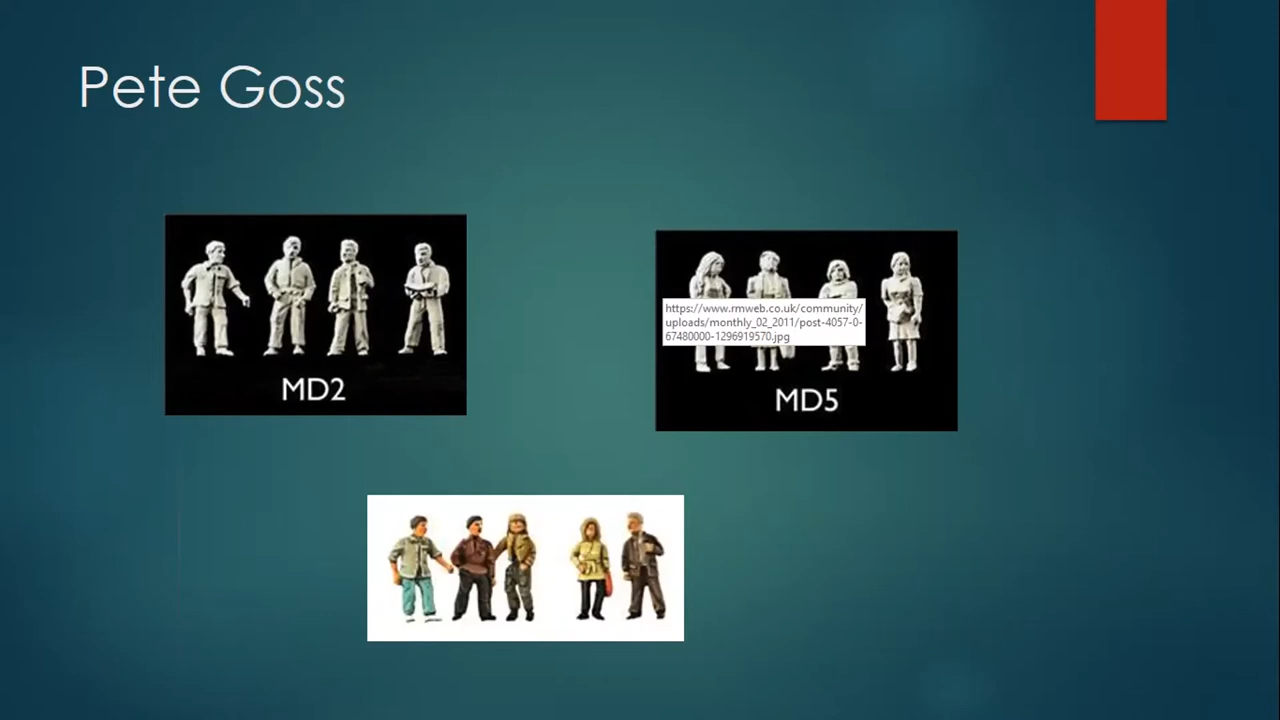 Pete Goss
MD2
https://www.rmweb.co.uk/community/
uploads/monthly_02_2011/post-4057-0-
67480000-1296919570.jpg
MD5